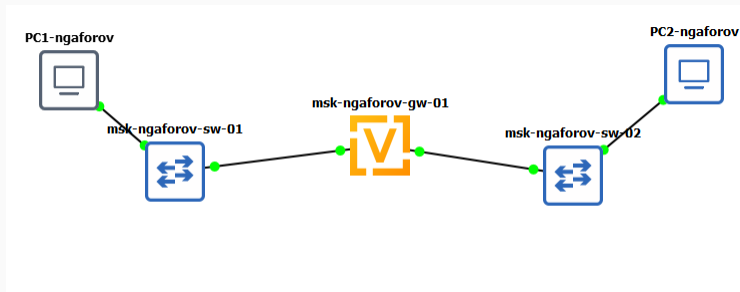 PC1-ngaforov
PC2-ngaforov
msk-ngaforov-gw-01
msk-ngaforov-sw-01
msk-ngaforov-sw-02
V